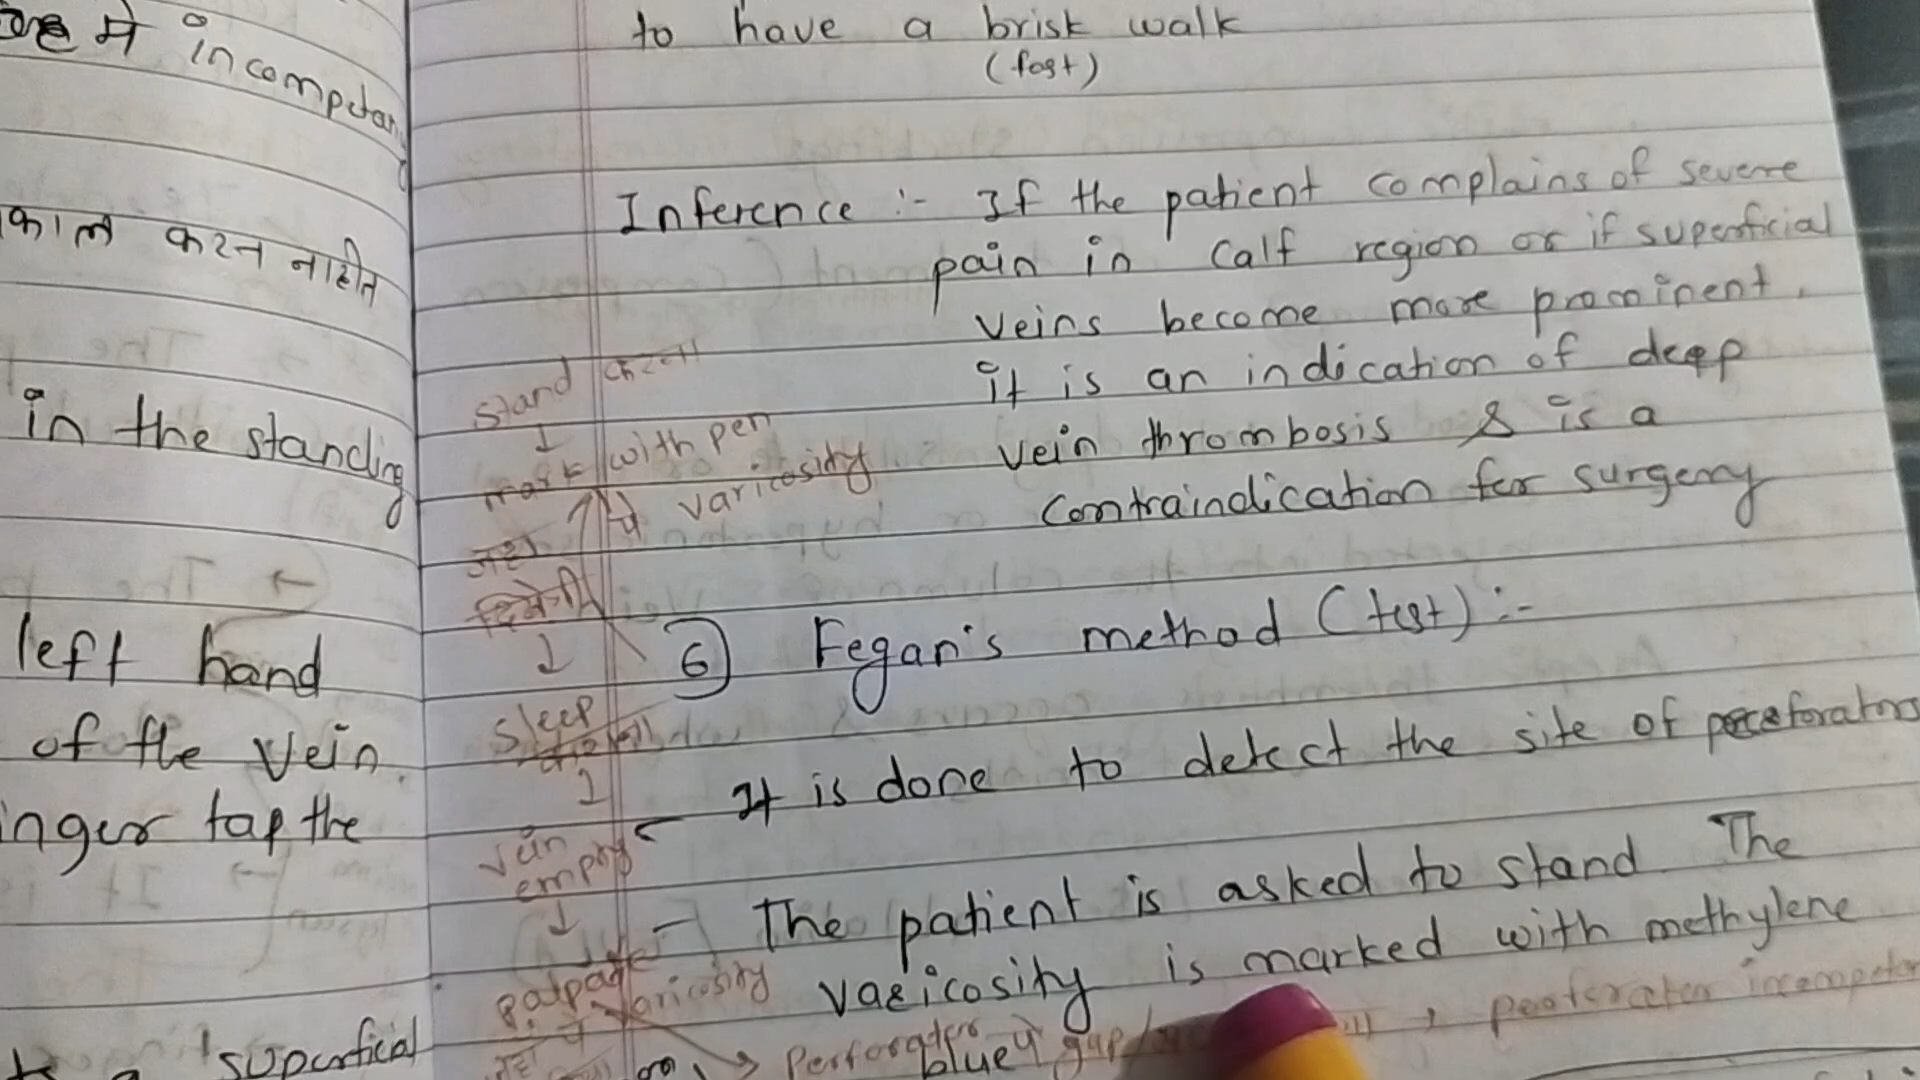 में incompetan
काल करत नाहीत
in the standing
left hand
of the vein.
inger tap the
superficial
to have a brisk walk
(fast)
Inference :- If the patient complains of severe
pain in Calf region or if superficial
veins become more prominent,
it is an indication of deep
vein thrombosis & is a
contraindication for surgery
stand करना
↓
mark with pen
varicosity
↓
sleep
↓
vein
empty
↓
palpate
varicosity
6) Fegan's method (test) :-
- It is done to detect the site of perforators
- The patient is asked to stand. The
varicosity is marked with methylene
blue
→ Perforator gap